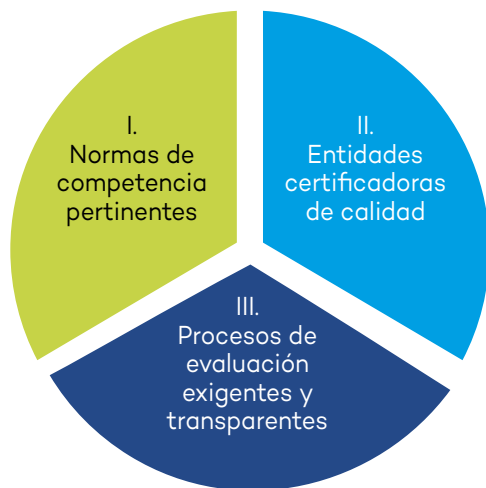 I.
Normas de
competencia
pertinentes
II.
Entidades
certificadoras
de calidad
III.
Procesos de
evaluación
exigentes y
transparentes